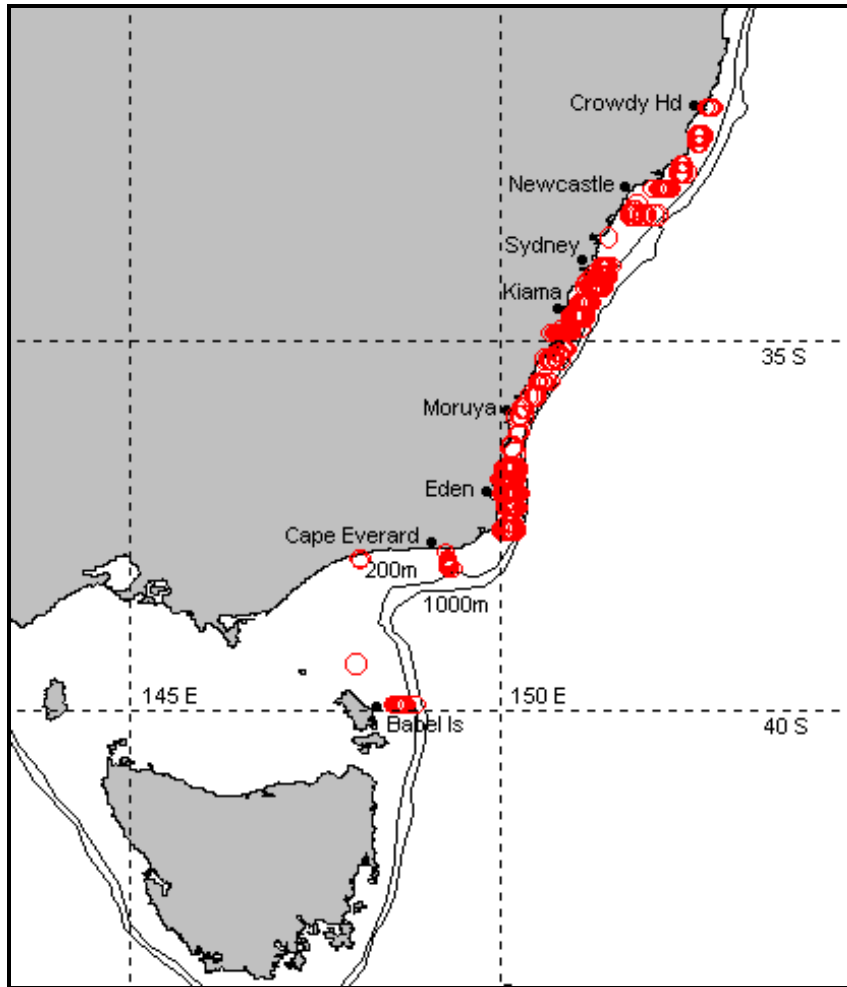 Crowdy Hd
Newcastle
Sydney
Kiama
35 S
Moruya
Eden
Cape Everard
200m
1000m
145 E
150 E
Babel Is
40 S